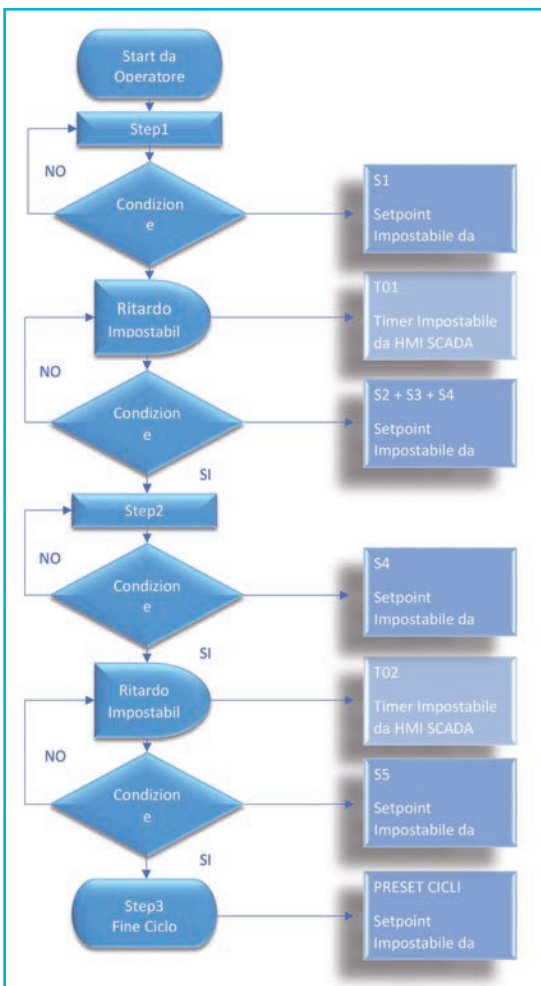 Start da
Operatore
Step1
NO
Condizion
e
S1
Setpoint
Impostabile da
Ritardo
Impostabil
T01
Timer Impostabile
da HMI SCADA
NO
Condizion
e
S2 + S3 + S4
Setpoint
Impostabile da
SI
Step2
NO
Condizion
e
S4
Setpoint
Impostabile da
SI
Ritardo
Impostabil
T02
Timer Impostabile
da HMI SCADA
NO
Condizion
e
S5
Setpoint
Impostabile da
SI
Step3
Fine Ciclo
PRESET CICLI
Setpoint
Impostabile da